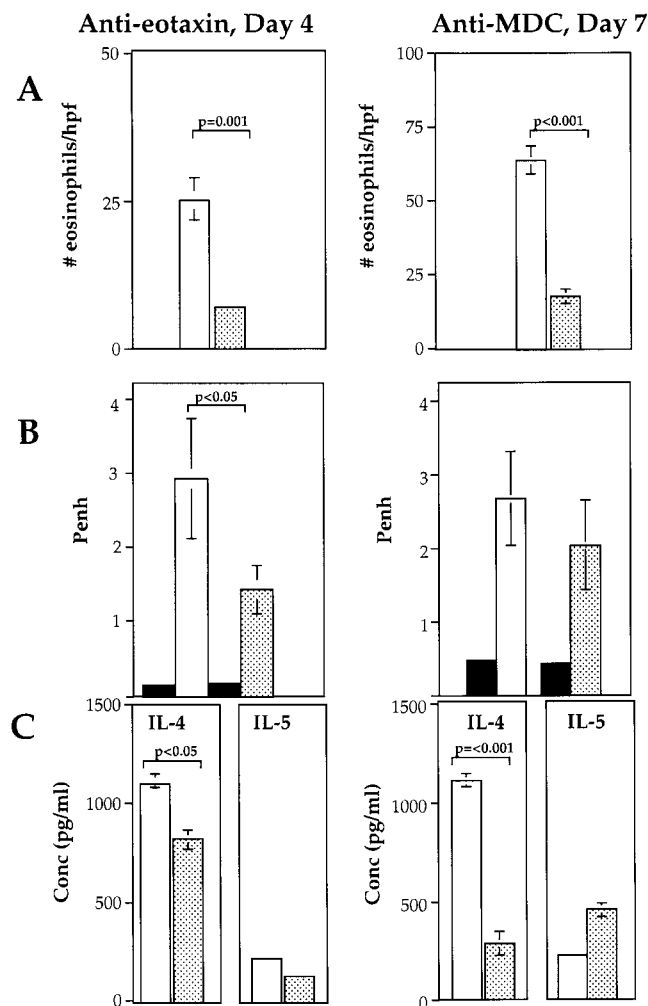 Anti-eotaxin, Day 4
Anti-MDC, Day 7
A
# eosinophils/hpf
50
25
0
p=0.001
# eosinophils/hpf
100
75
50
25
0
p<0.001
B
Penh
4
3
2
1
p<0.05
Penh
4
3
2
1
C
Conc (pg/ml)
1500
1000
500
0
IL-4
p<0.05
IL-5
Conc (pg/ml)
1500
1000
500
0
IL-4
p=<0.001
IL-5